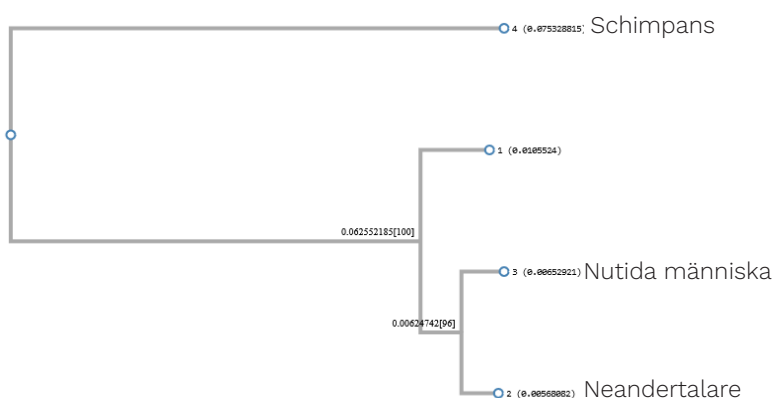 4 (0.075328815) Schimpans
1 (0.0105524)
0.062552185[100]
3 (0.00652921) Nutida människa
0.00624742[96]
2 (0.00568082) Neandertalare